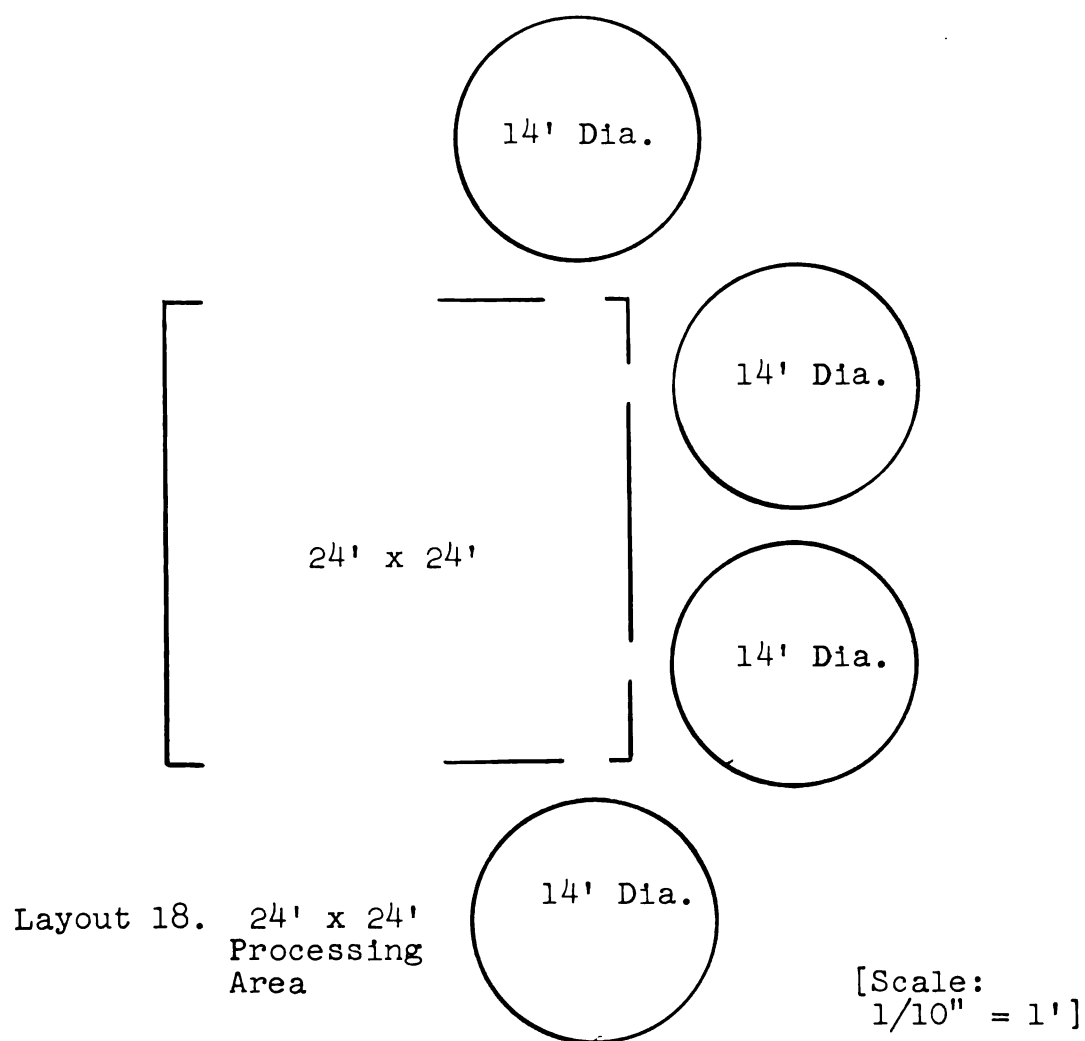 14' Dia.
14' Dia.
24' x 24'
14' Dia.
14' Dia.
Layout 18. 24' x 24'
Processing
Area
[Scale:
1/10" = 1']